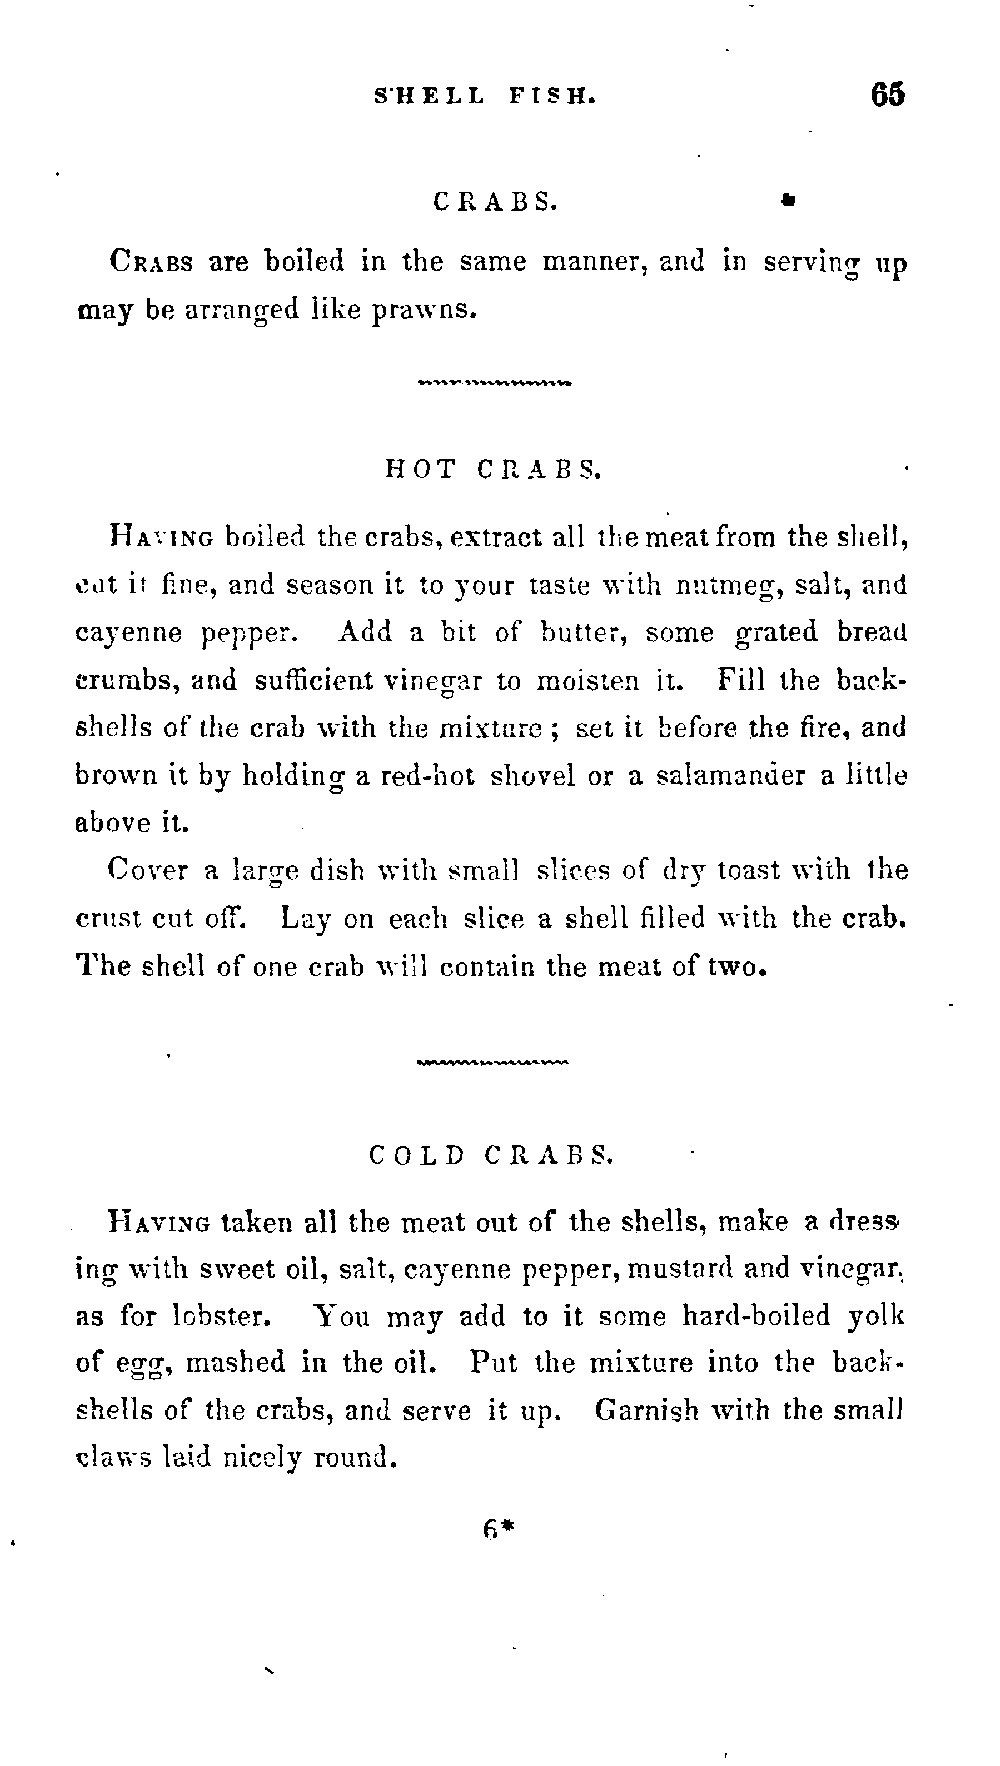 SHELL FISH. 65
CRABS.
CRABS are boiled in the same manner, and in serving up
may be arranged like prawns.
HOT CRABS.
HAVING boiled the crabs, extract all the meat from the shell,
cut it fine, and season it to your taste with nutmeg, salt, and
cayenne pepper. Add a bit of butter, some grated bread
crumbs, and sufficient vinegar to moisten it. Fill the back-
shells of the crab with the mixture; set it before the fire, and
brown it by holding a red-hot shovel or a salamander a little
above it.
Cover a large dish with small slices of dry toast with the
crust cut off. Lay on each slice a shell filled with the crab.
The shell of one crab will contain the meat of two.
COLD CRABS.
HAVING taken all the meat out of the shells, make a dress
ing with sweet oil, salt, cayenne pepper, mustard and vinegar,
as for lobster. You may add to it some hard-boiled yolk
of egg, mashed in the oil. Put the mixture into the back-
shells of the crabs, and serve it up. Garnish with the small
claws laid nicely round.
6*